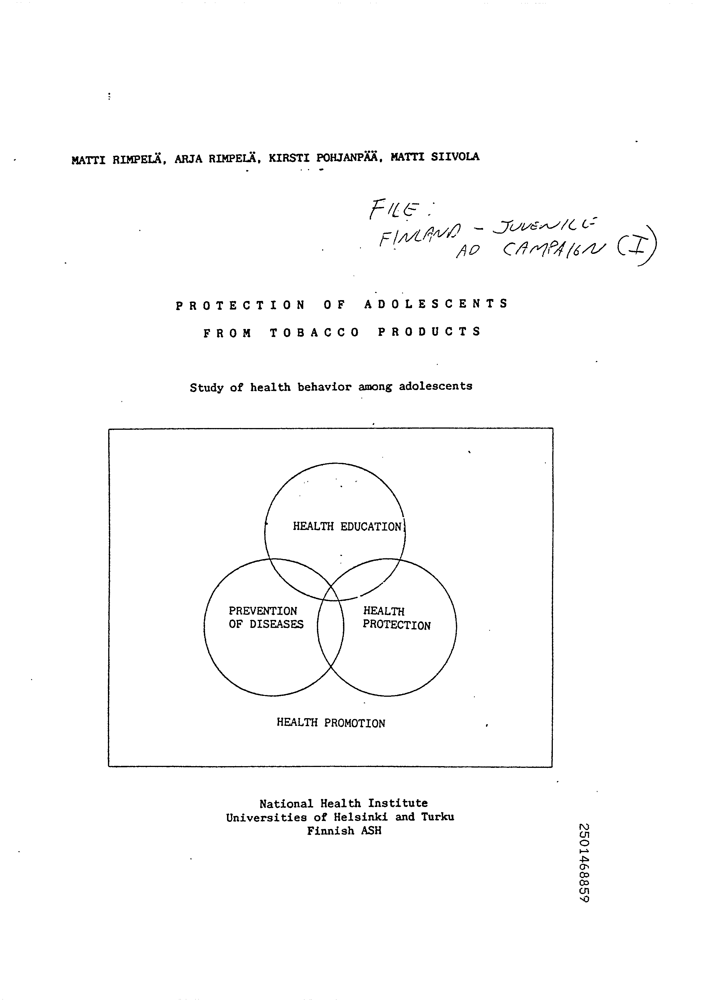 MATTI RIMPELÄ, ARJA RIMPELÄ, KIRSTI POHJANPÄÄ, MATTI SIIVOLA
FILE:
FINLAND - JUVENILE
AD CAMPAIGN (I)
PROTECTION OF ADOLESCENTS
FROM TOBACCO PRODUCTS
Study of health behavior among adolescents
HEALTH EDUCATION
PREVENTION
OF DISEASES
HEALTH
PROTECTION
HEALTH PROMOTION
National Health Institute
Universities of Helsinki and Turku
Finnish ASH
2501468859